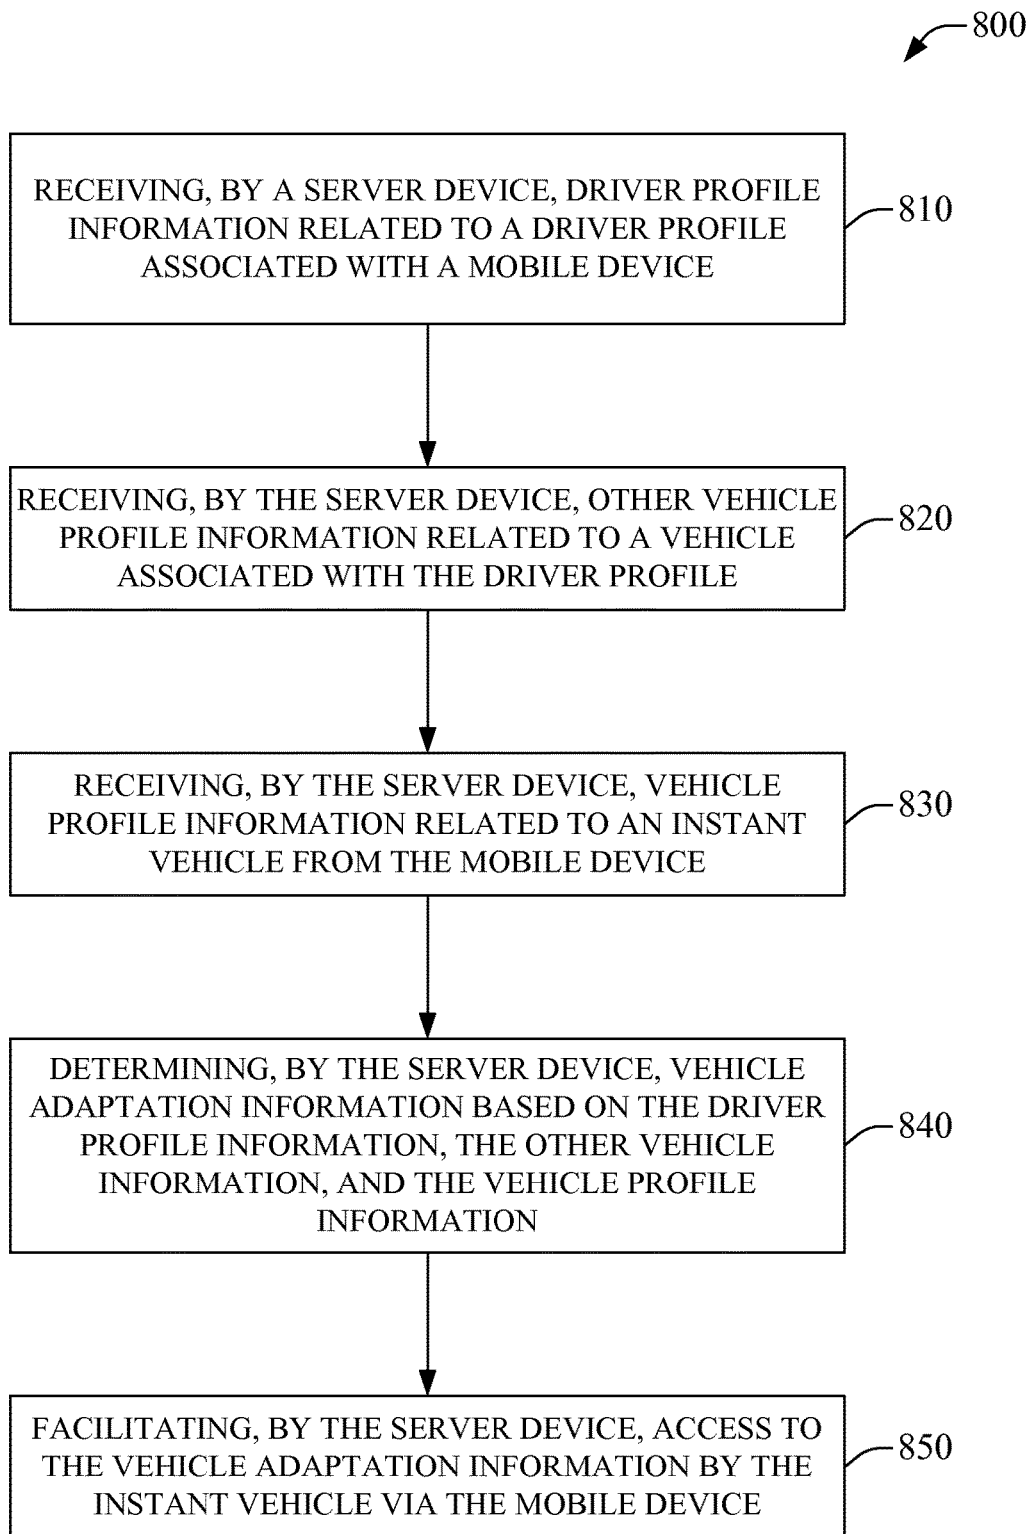 800
RECEIVING, BY A SERVER DEVICE, DRIVER PROFILE
INFORMATION RELATED TO A DRIVER PROFILE
ASSOCIATED WITH A MOBILE DEVICE
810
RECEIVING, BY THE SERVER DEVICE, OTHER VEHICLE
PROFILE INFORMATION RELATED TO A VEHICLE
ASSOCIATED WITH THE DRIVER PROFILE
820
RECEIVING, BY THE SERVER DEVICE, VEHICLE
PROFILE INFORMATION RELATED TO AN INSTANT
VEHICLE FROM THE MOBILE DEVICE
830
DETERMINING, BY THE SERVER DEVICE, VEHICLE
ADAPTATION INFORMATION BASED ON THE DRIVER
PROFILE INFORMATION, THE OTHER VEHICLE
INFORMATION, AND THE VEHICLE PROFILE
INFORMATION
840
FACILITATING, BY THE SERVER DEVICE, ACCESS TO
THE VEHICLE ADAPTATION INFORMATION BY THE
INSTANT VEHICLE VIA THE MOBILE DEVICE
850